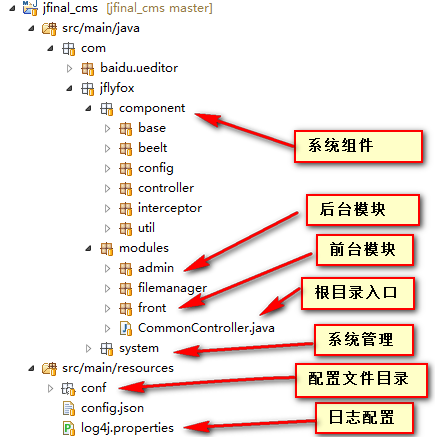 jfinal_cms [jfinal_cms master]
src/main/java
com
baidu.ueditor
jflyfox
component
base
beelt
config
controller
interceptor
util
modules
admin
filemanager
front
CommonController.java
system
src/main/resources
conf
config.json
log4j.properties
系统组件
后台模块
前台模块
根目录入口
系统管理
配置文件目录
日志配置